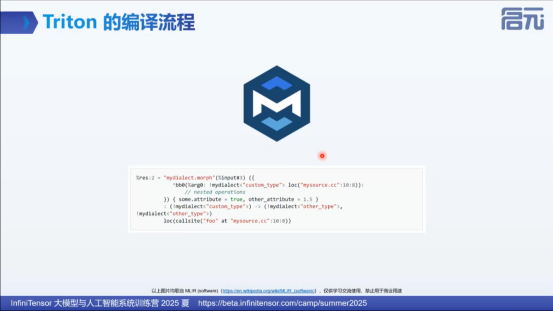 Triton 的编译流程
启元
M
%res:2 = "mydialect.morph"(%input#3) ({
^bb0(%arg0: !mydialect<"custom_type"> loc("mysource.cc":10:8)):
// nested operations
}) { some.attribute = true, other_attribute = 1.5 }
: (!mydialect<"custom_type">) -> (!mydialect<"other_type">,
!mydialect<"other_type">)
loc(callsite("foo" at "mysource.cc":10:8))
以上图片均取自 MLIR (software)（https://en.wikipedia.org/wiki/MLIR_(software)），仅供学习交流使用，禁止用于商业用途
InfiniTensor 大模型与人工智能系统训练营 2025 夏 https://beta.infinitensor.com/camp/summer2025